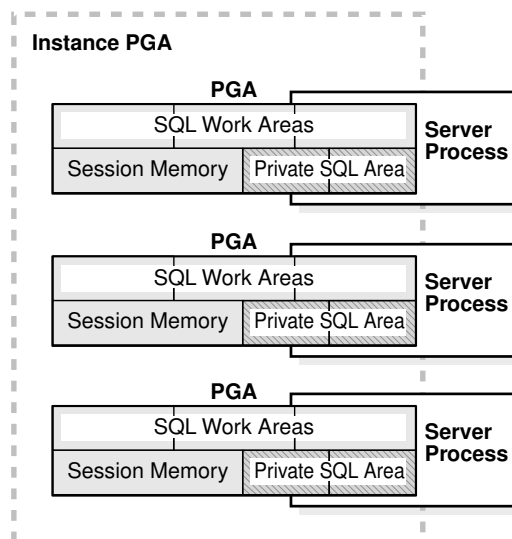 Instance PGA
PGA
SQL Work Areas
Server
Process
Session Memory
Private SQL Area
PGA
SQL Work Areas
Server
Process
Session Memory
Private SQL Area
PGA
SQL Work Areas
Server
Process
Session Memory
Private SQL Area